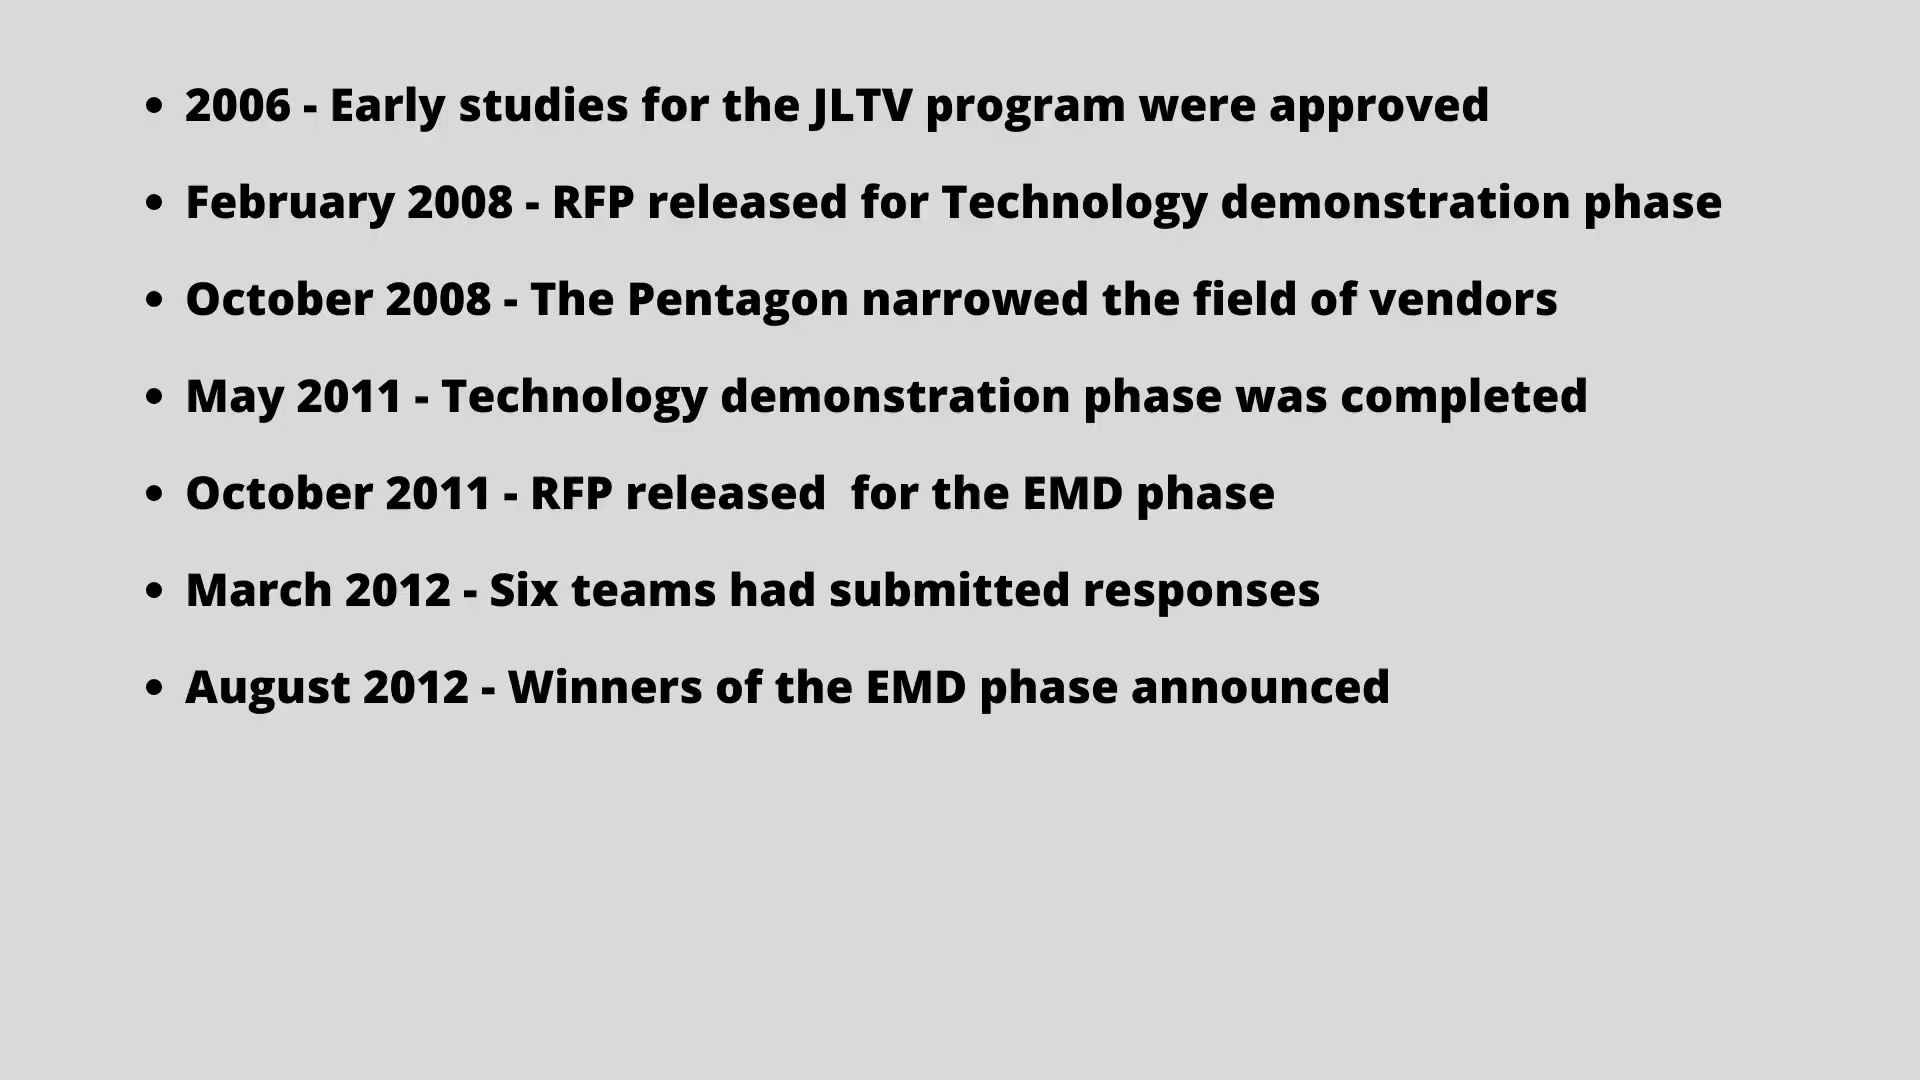 • 2006 - Early studies for the JLTV program were approved
• February 2008 - RFP released for Technology demonstration phase
• October 2008 - The Pentagon narrowed the field of vendors
• May 2011 - Technology demonstration phase was completed
• October 2011 - RFP released  for the EMD phase
• March 2012 - Six teams had submitted responses
• August 2012 - Winners of the EMD phase announced